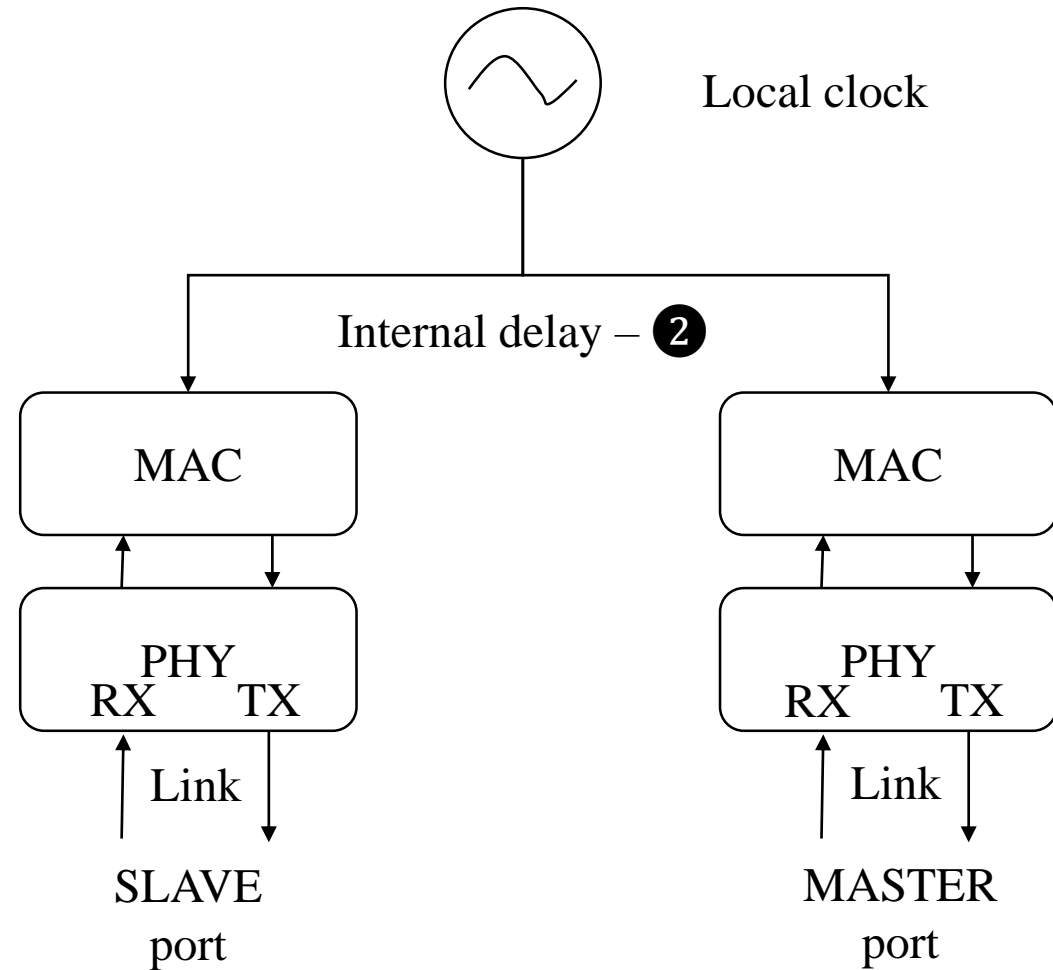 Local clock
Internal delay – ❷
MAC
MAC
PHY
RX TX
PHY
RX TX
Link
Link
SLAVE
port
MASTER
port